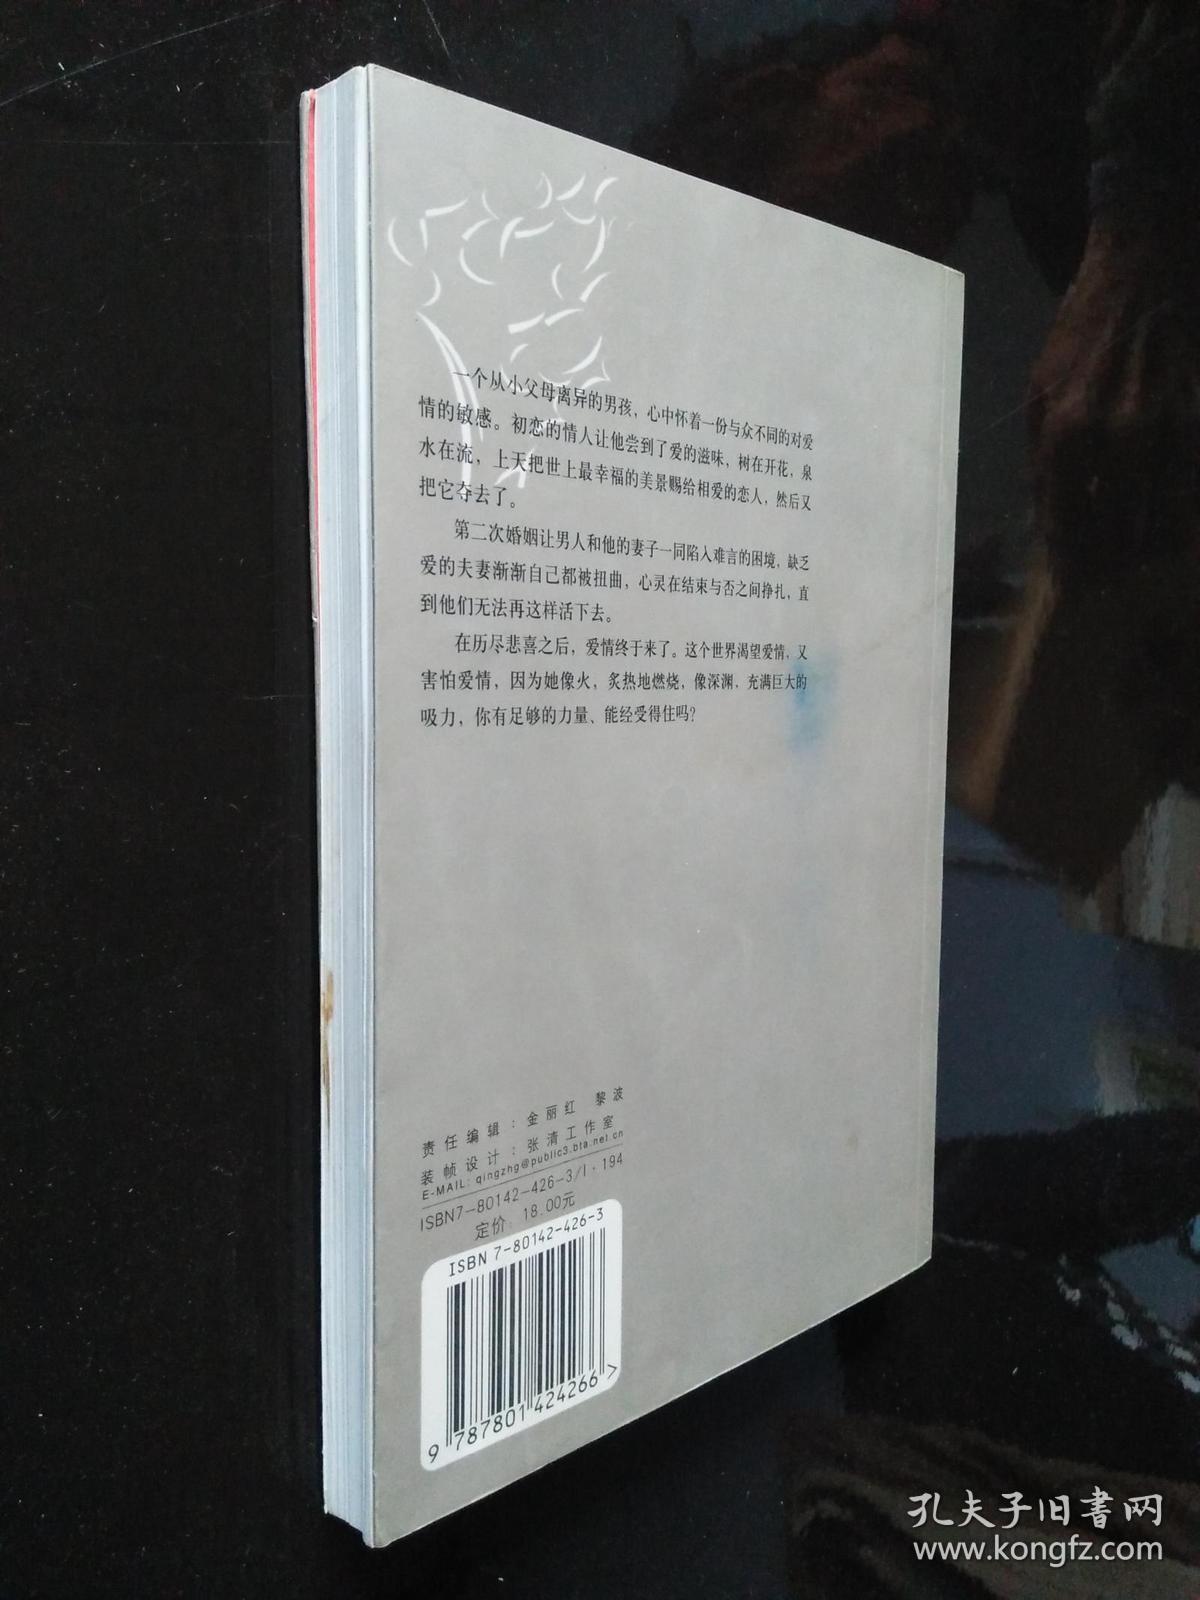 一个从小父母离异的男孩，心中怀着一份与众不同的对爱
情的敏感。初恋的情人让他尝到了爱的滋味，树在开花，泉
水在流，上天把世上最幸福的美景赐给相爱的恋人，然后又
把它夺去了。
第二次婚姻让男人和他的妻子一同陷入难言的困境，缺乏
爱的夫妻渐渐自己都被扭曲，心灵在结束与否之间挣扎，直
到他们无法再这样活下去。
在历尽悲喜之后，爱情终于来了。这个世界渴望爱情，又
害怕爱情，因为她像火，炙热地燃烧，像深渊，充满巨大的
吸力，你有足够的力量、能经受得住吗？
责任编辑：金丽红 黎波
装帧设计：张清工作室
E-MAIL: qingzhg@public3.bta.net.cn
ISBN7-80142-426-3/I·194
定价：18.00元
ISBN 7-80142-426-3
9 787801 424266 >
孔夫子旧書网
www.kongfz.com